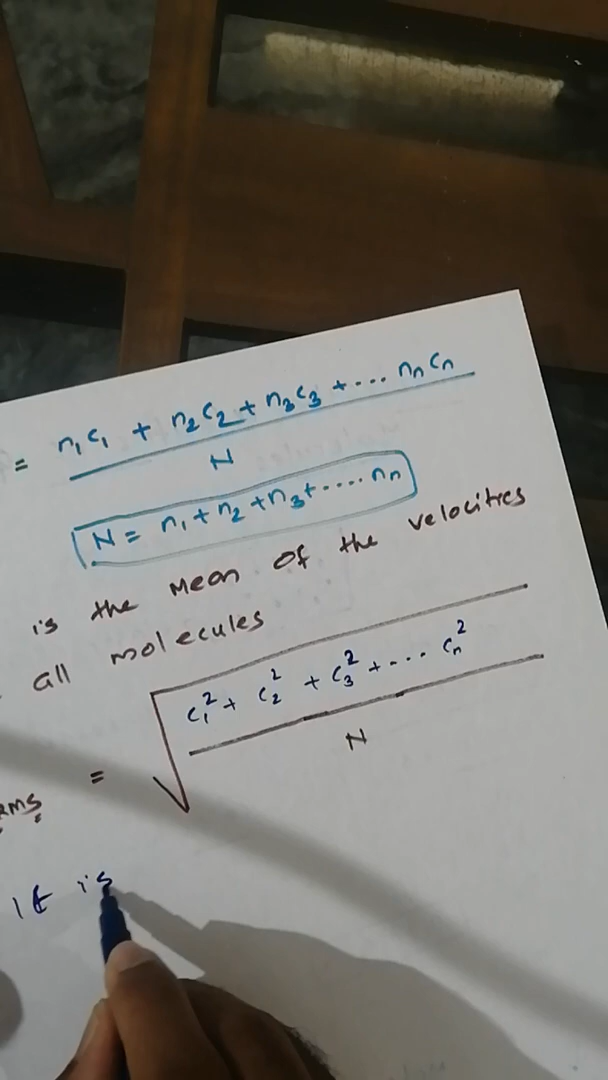 = n₁c₁ + n₂c₂ + n₃c₃ + .... nₙcₙ
N
N = n₁ + n₂ + n₃ + ..... nₙ
is the mean of the velocities
all molecules
rms = √ c₁² + c₂² + c₃² + .... cₙ²
N
It is